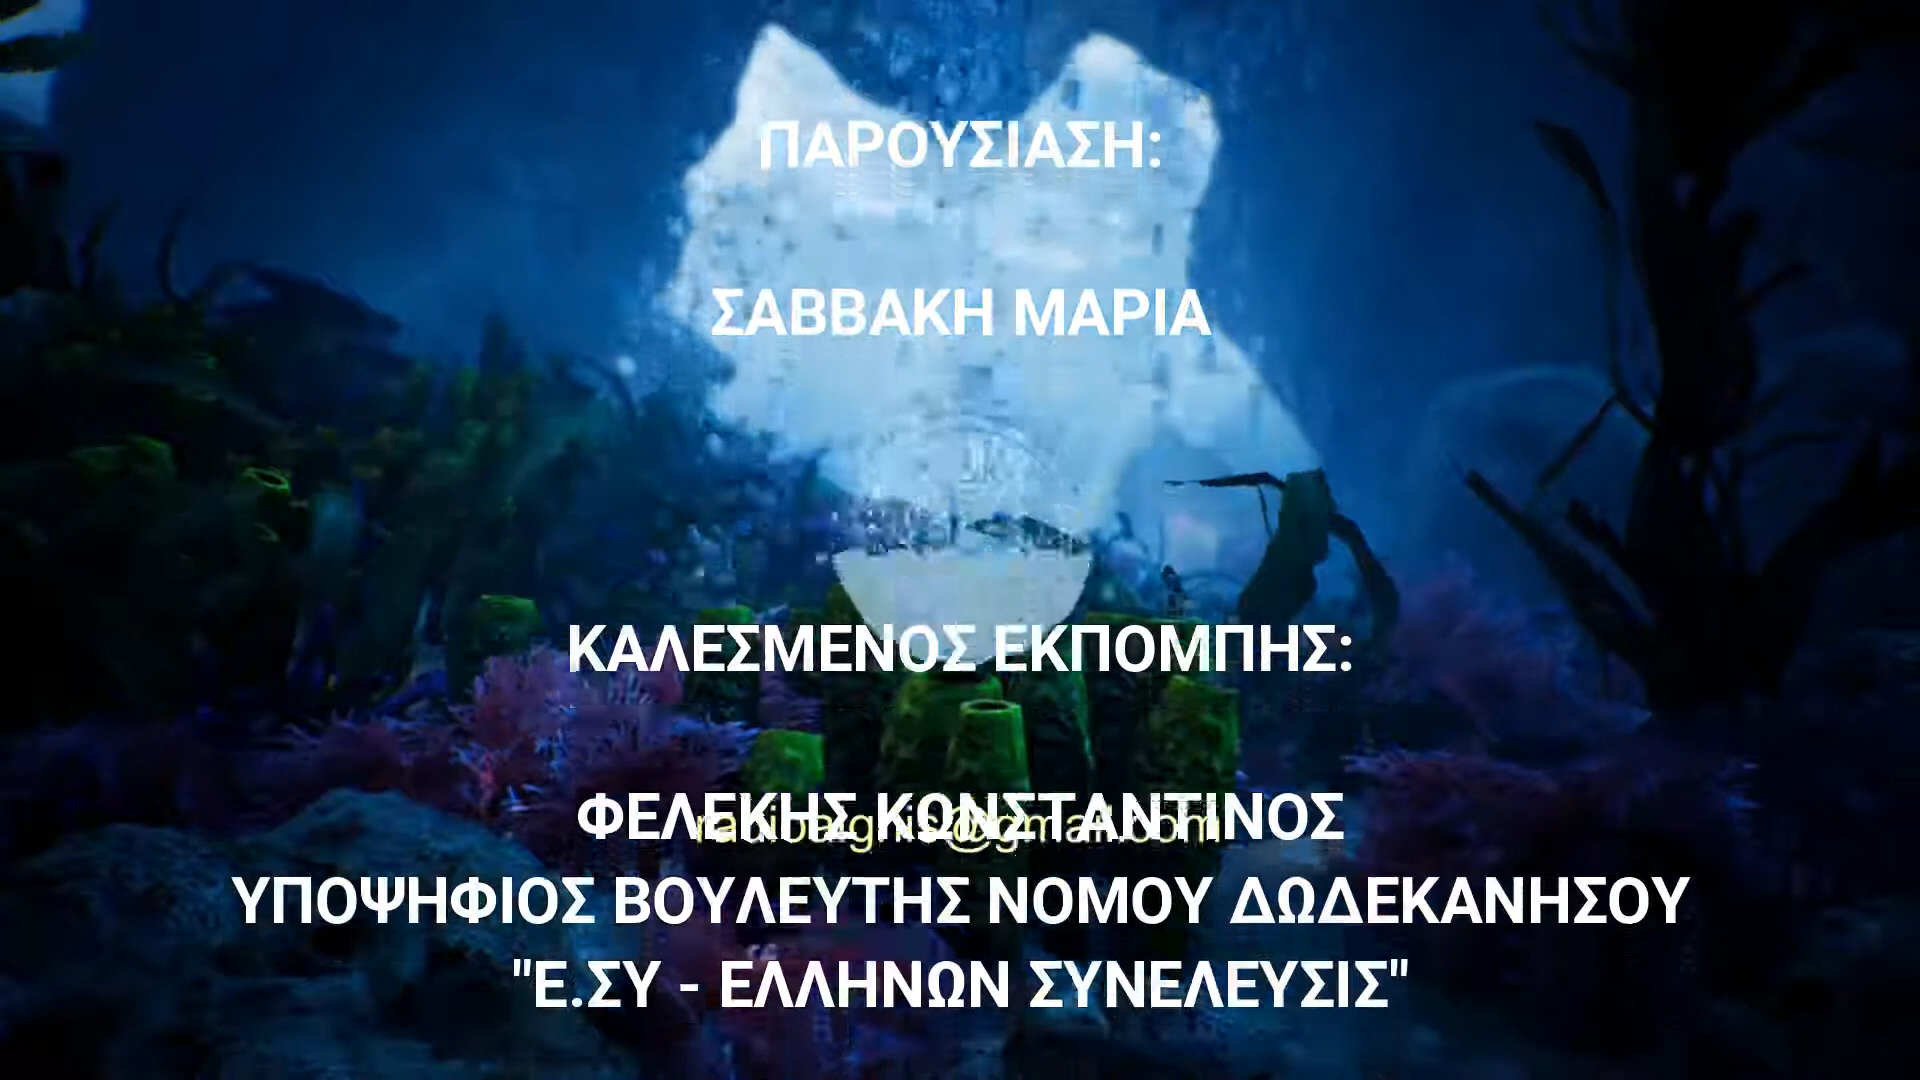 ΠΑΡΟΥΣΙΑΣΗ:
ΣΑΒΒΑΚΗ ΜΑΡΙΑ
ΚΑΛΕΣΜΕΝΟΣ ΕΚΠΟΜΠΗΣ:
ΦΕΛΕΚΗΣ ΚΩΝΣΤΑΝΤΙΝΟΣ
ΥΠΟΨΗΦΙΟΣ ΒΟΥΛΕΥΤΗΣ ΝΟΜΟΥ ΔΩΔΕΚΑΝΗΣΟΥ
"Ε.ΣΥ - ΕΛΛΗΝΩΝ ΣΥΝΕΛΕΥΣΙΣ"